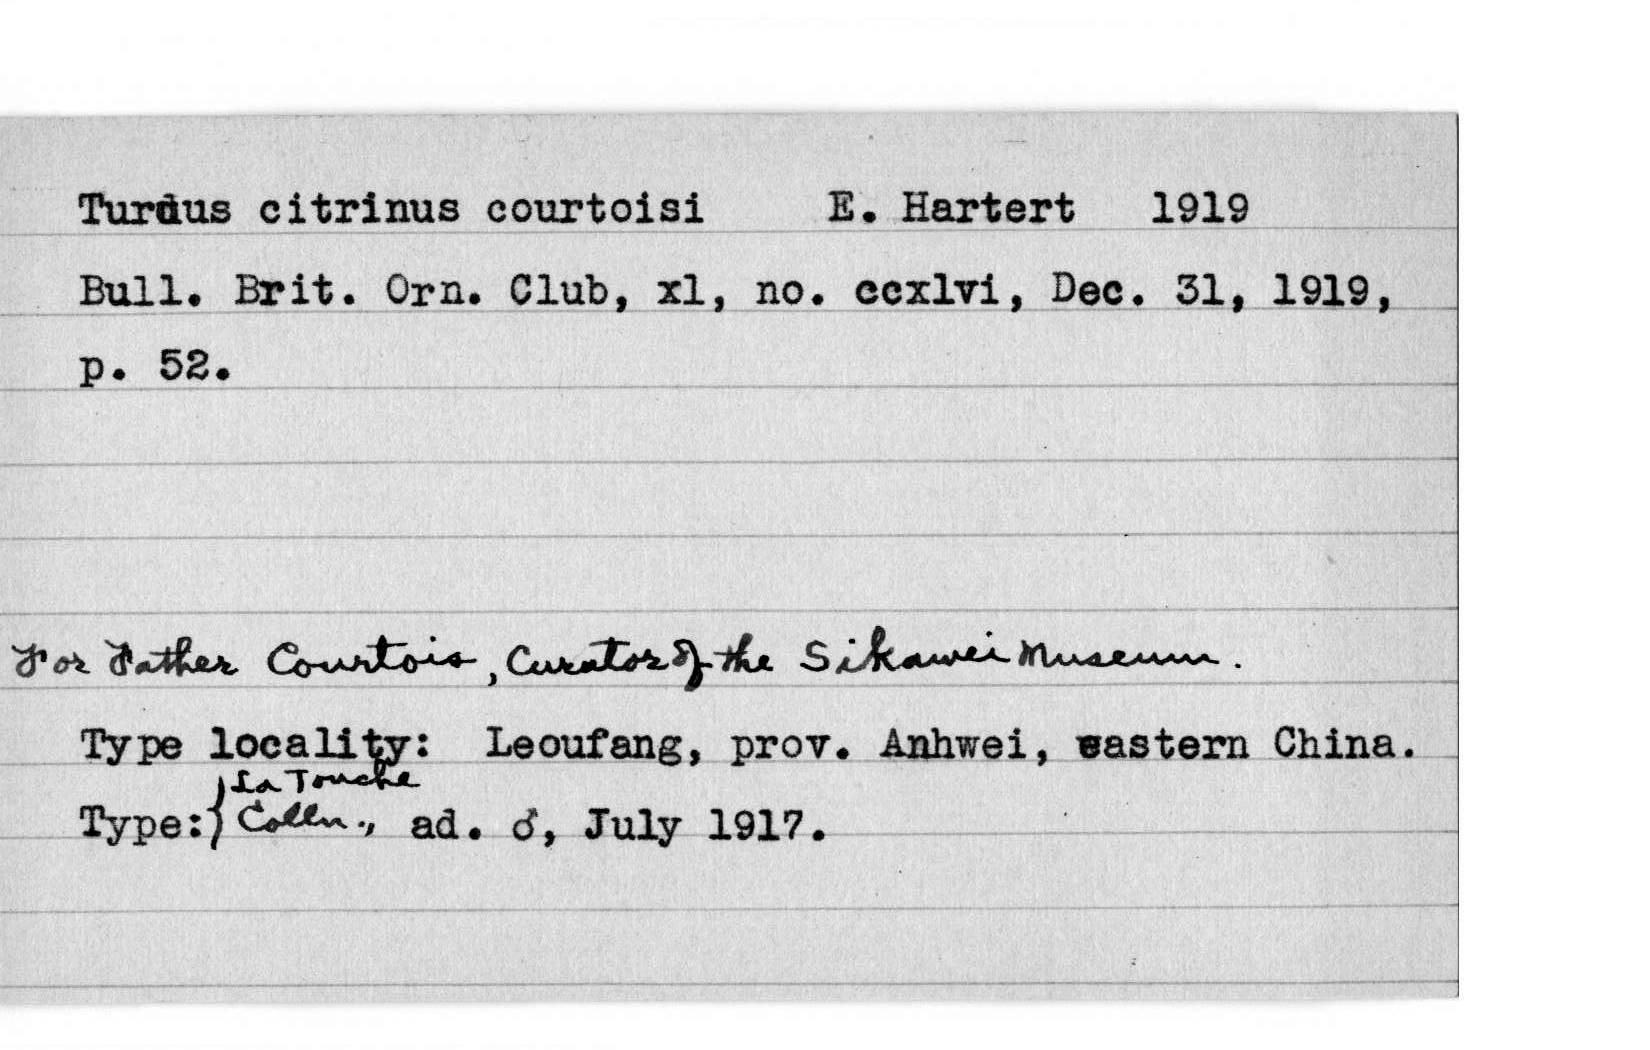 Turdus citrinus courtoisi E. Hartert 1919
Bull. Brit. Orn. Club, xl, no. ccxlvi, Dec. 31, 1919,
p. 52.
For Father Courtois, Curator of the Sikawei Museum.
Type locality: Leoufang, prov. Anhwei, eastern China.
La Touche
Type: } Colln., ad. ♂, July 1917.